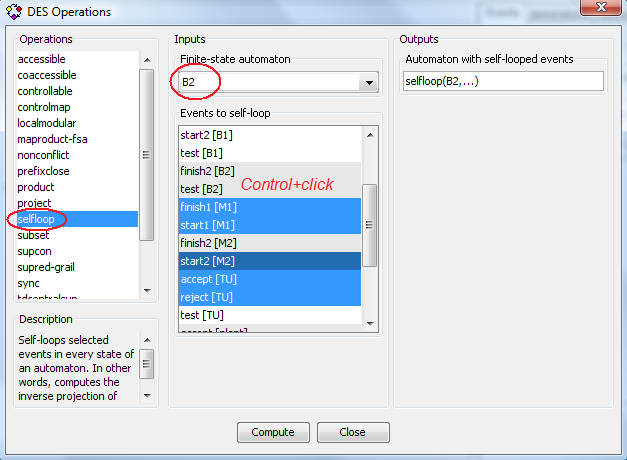 DES Operations
Operations
accessible
coaccessible
controllable
controlmap
localmodular
maproduct-fsa
nonconflict
prefixclose
product
project
selfloop
subset
supcon
supred-grail
sync
Description
Self-loops selected
events in every state of
an automaton. In other
words, computes the
inverse projection of
Inputs
Finite-state automaton
B2
Events to self-loop
start2 [B1]
test [B1]
finish2 [B2]
test [B2]
Control+click
finish1 [M1]
start1 [M1]
finish2 [M2]
start2 [M2]
accept [TU]
reject [TU]
test [TU]
accept [plant]
Outputs
Automaton with self-looped events
selfloop(B2,...)
Compute
Close